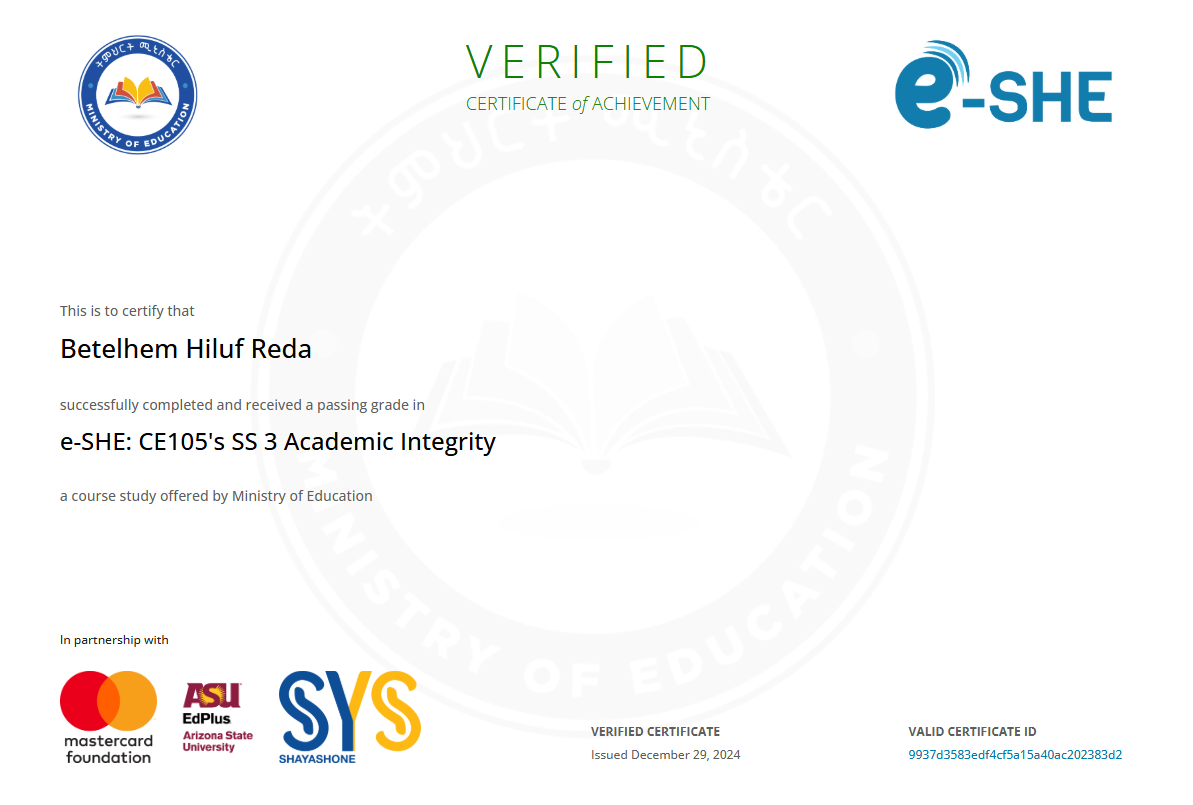 ትምህርት ሚኒስቴር
MINISTRY OF EDUCATION
VERIFIED
CERTIFICATE of ACHIEVEMENT
e-SHE
This is to certify that
Betelhem Hiluf Reda
successfully completed and received a passing grade in
e-SHE: CE105's SS 3 Academic Integrity
a course study offered by Ministry of Education
ትምህርት ሚኒስቴር
MINISTRY OF EDUCATION
In partnership with
mastercard
foundation
ASU
EdPlus
Arizona State
University
SYS
SHAYASHONE
VERIFIED CERTIFICATE
Issued December 29, 2024
VALID CERTIFICATE ID
9937d3583edf4cf5a15a40ac202383d2